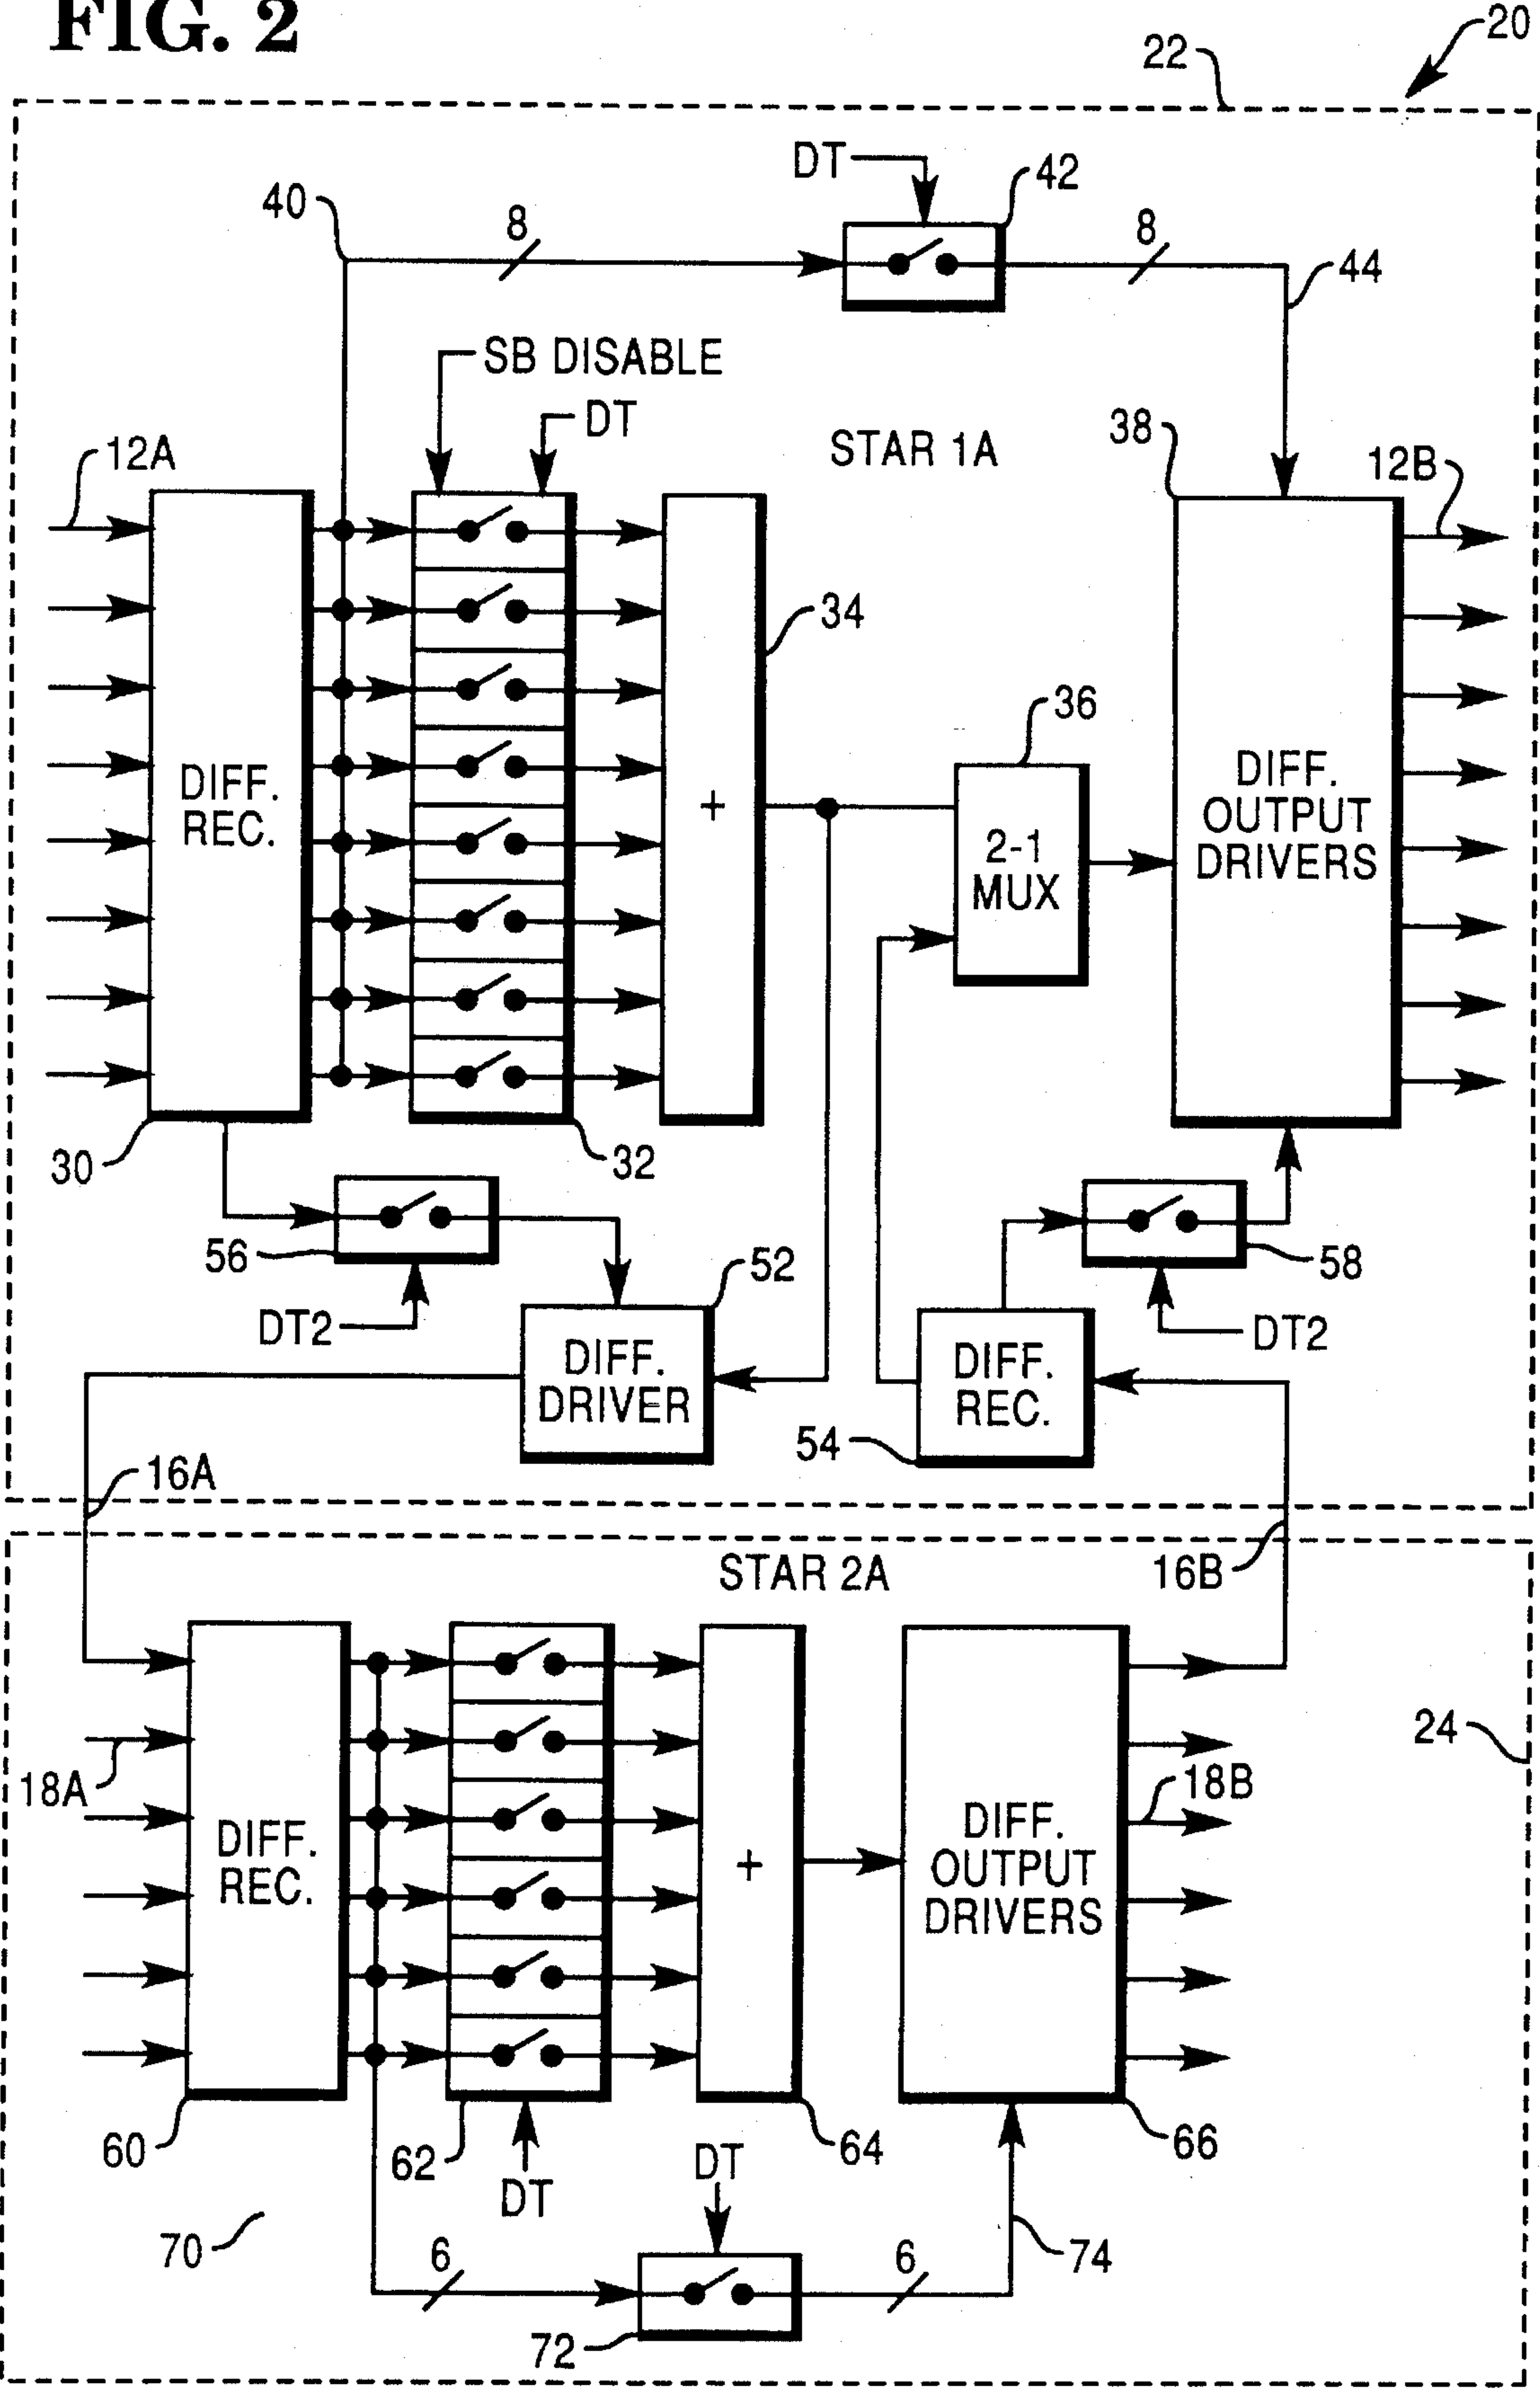 FIG. 2
20
22
DT
42
40
8
8
44
SB DISABLE
DT
STAR 1A
38
12A
12B
34
36
DIFF.
REC.
+
2-1
MUX
DIFF.
OUTPUT
DRIVERS
30
32
56
58
52
DT2
DT2
DIFF.
DRIVER
DIFF.
REC.
54
16A
STAR 2A
16B
24
18A
18B
DIFF.
REC.
+
DIFF.
OUTPUT
DRIVERS
60
62
DT
DT
64
66
70
6
6
74
72